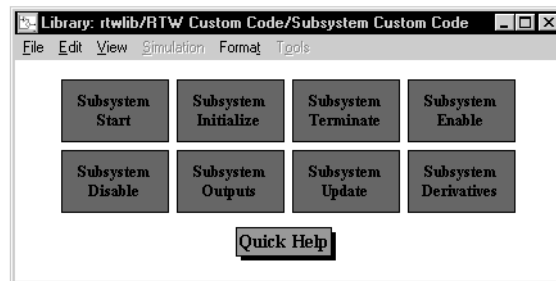 Library: rtwlib/RTW Custom Code/Subsystem Custom Code
File Edit View Simulation Format Tools
Subsystem Start
Subsystem Initialize
Subsystem Terminate
Subsystem Enable
Subsystem Disable
Subsystem Outputs
Subsystem Update
Subsystem Derivatives
Quick Help